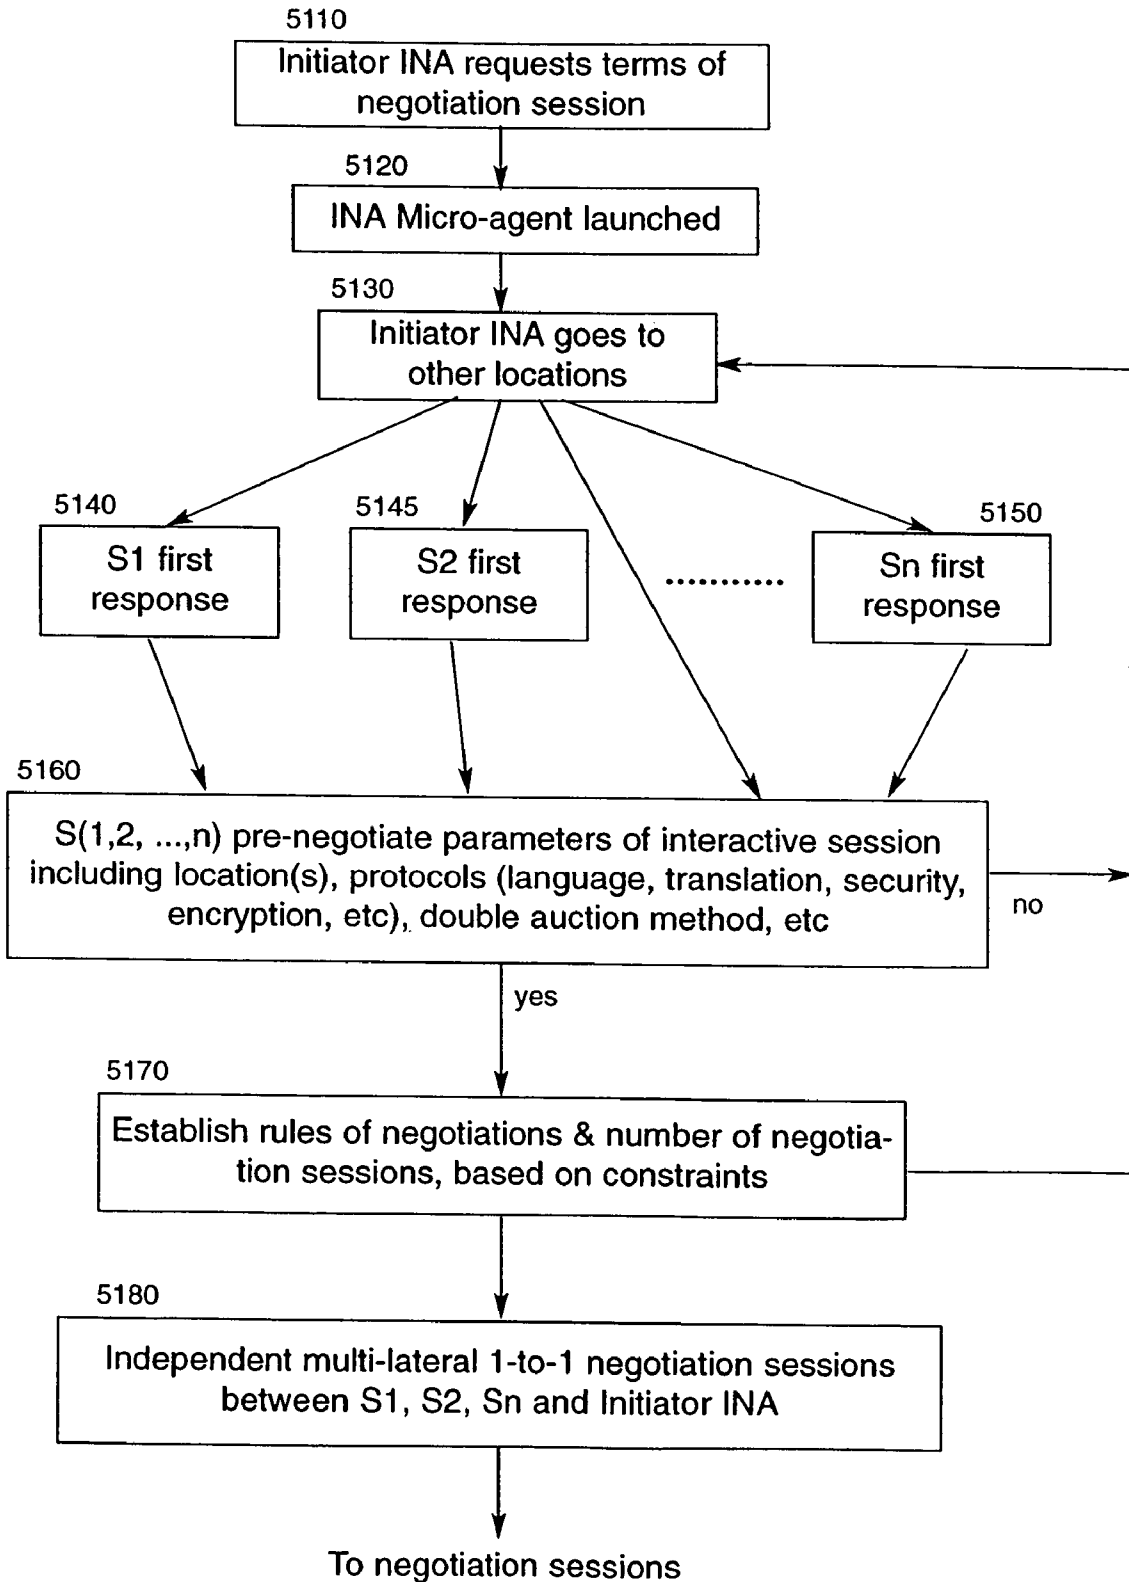 5110
Initiator INA requests terms of
negotiation session
5120
INA Micro-agent launched
5130
Initiator INA goes to
other locations
5140
S1 first
response
5145
S2 first
response
5150
Sn first
response
5160
S(1,2, ...,n) pre-negotiate parameters of interactive session
including location(s), protocols (language, translation, security,
encryption, etc), double auction method, etc
no
yes
5170
Establish rules of negotiations & number of negotia-
tion sessions, based on constraints
5180
Independent multi-lateral 1-to-1 negotiation sessions
between S1, S2, Sn and Initiator INA
To negotiation sessions